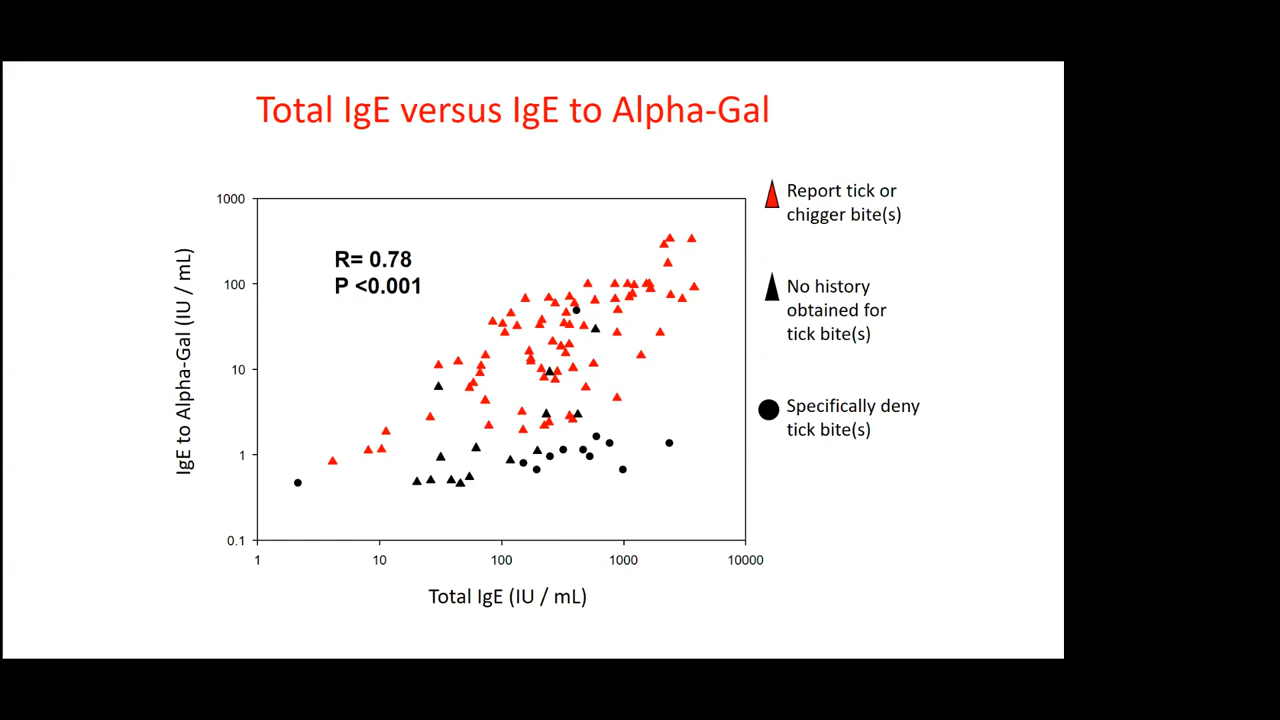 Total IgE versus IgE to Alpha-Gal
Report tick or
chigger bite(s)
No history
obtained for
tick bite(s)
Specifically deny
tick bite(s)
R= 0.78
P <0.001
IgE to Alpha-Gal (IU / mL)
1000
100
10
1
0.1
1
10
100
1000
10000
Total IgE (IU / mL)